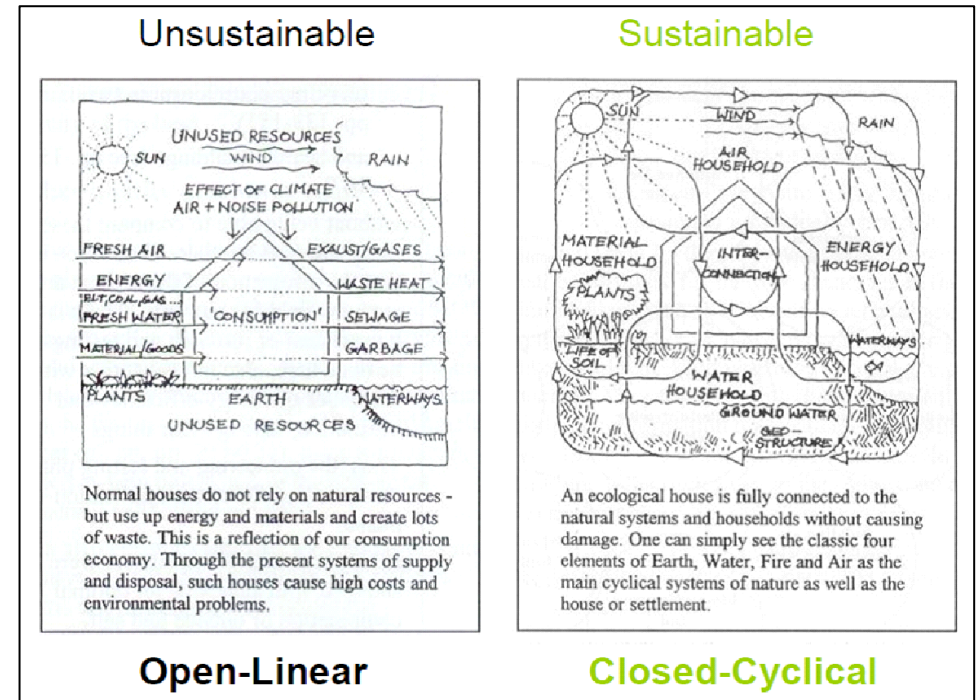 Unsustainable
UNUSED RESOURCES
SUN
WIND
RAIN
EFFECT OF CLIMATE
AIR + NOISE POLLUTION
FRESH AIR
EXAUST/GASES
ENERGY
WASTE HEAT
ELT, COAL, GAS ...
FRESH WATER
'CONSUMPTION'
SEWAGE
MATERIAL/GOODS
GARBAGE
PLANTS
EARTH
WATERWAYS
UNUSED RESOURCES
Normal houses do not rely on natural resources -
but use up energy and materials and create lots
of waste. This is a reflection of our consumption
economy. Through the present systems of supply
and disposal, such houses cause high costs and
environmental problems.
Open-Linear
Sustainable
SUN
WIND
RAIN
AIR
HOUSEHOLD
MATERIAL
HOUSEHOLD
INTER-
CONNECTION
ENERGY
HOUSEHOLD
PLANTS
WATERWAYS
LIFE OF
SOIL
WATER
HOUSEHOLD
GROUND WATER
GEO-
STRUCTURE
An ecological house is fully connected to the
natural systems and households without causing
damage. One can simply see the classic four
elements of Earth, Water, Fire and Air as the
main cyclical systems of nature as well as the
house or settlement.
Closed-Cyclical